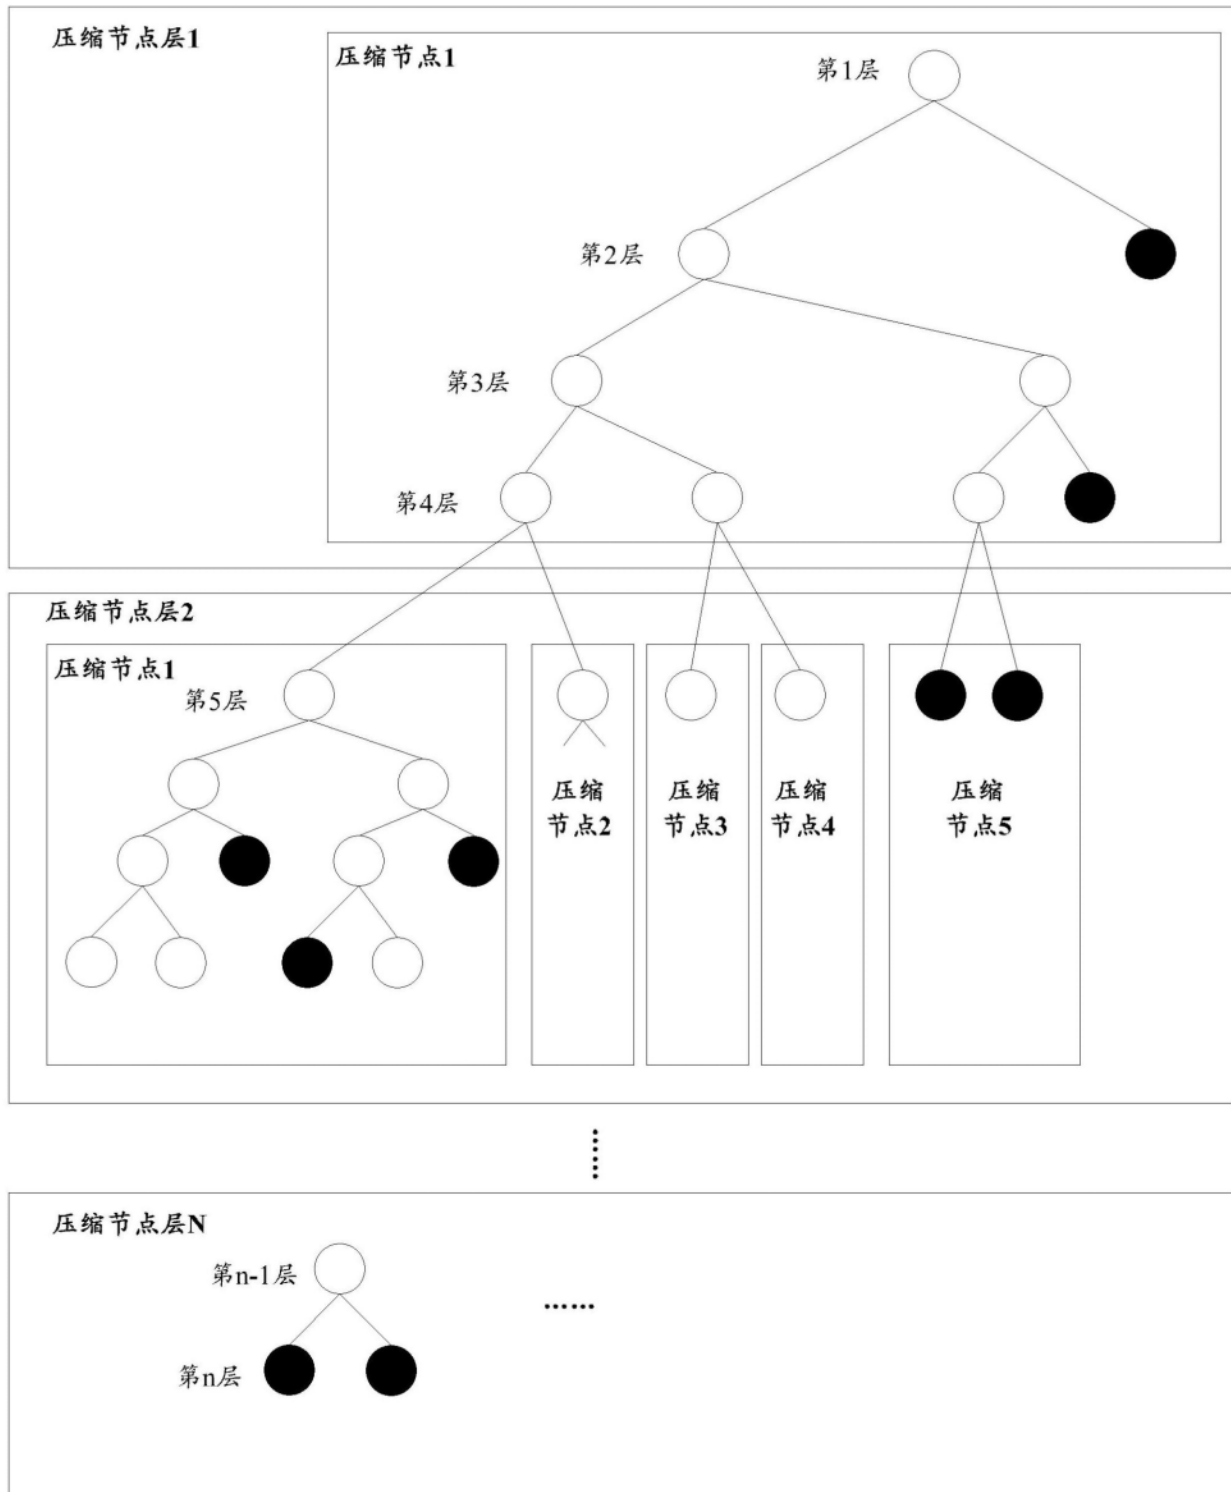 压缩节点层1
压缩节点1
第1层
第2层
第3层
第4层
压缩节点层2
压缩节点1
第5层
压缩
节点2
压缩
节点3
压缩
节点4
压缩
节点5
......
压缩节点层N
第n-1层
......
第n层